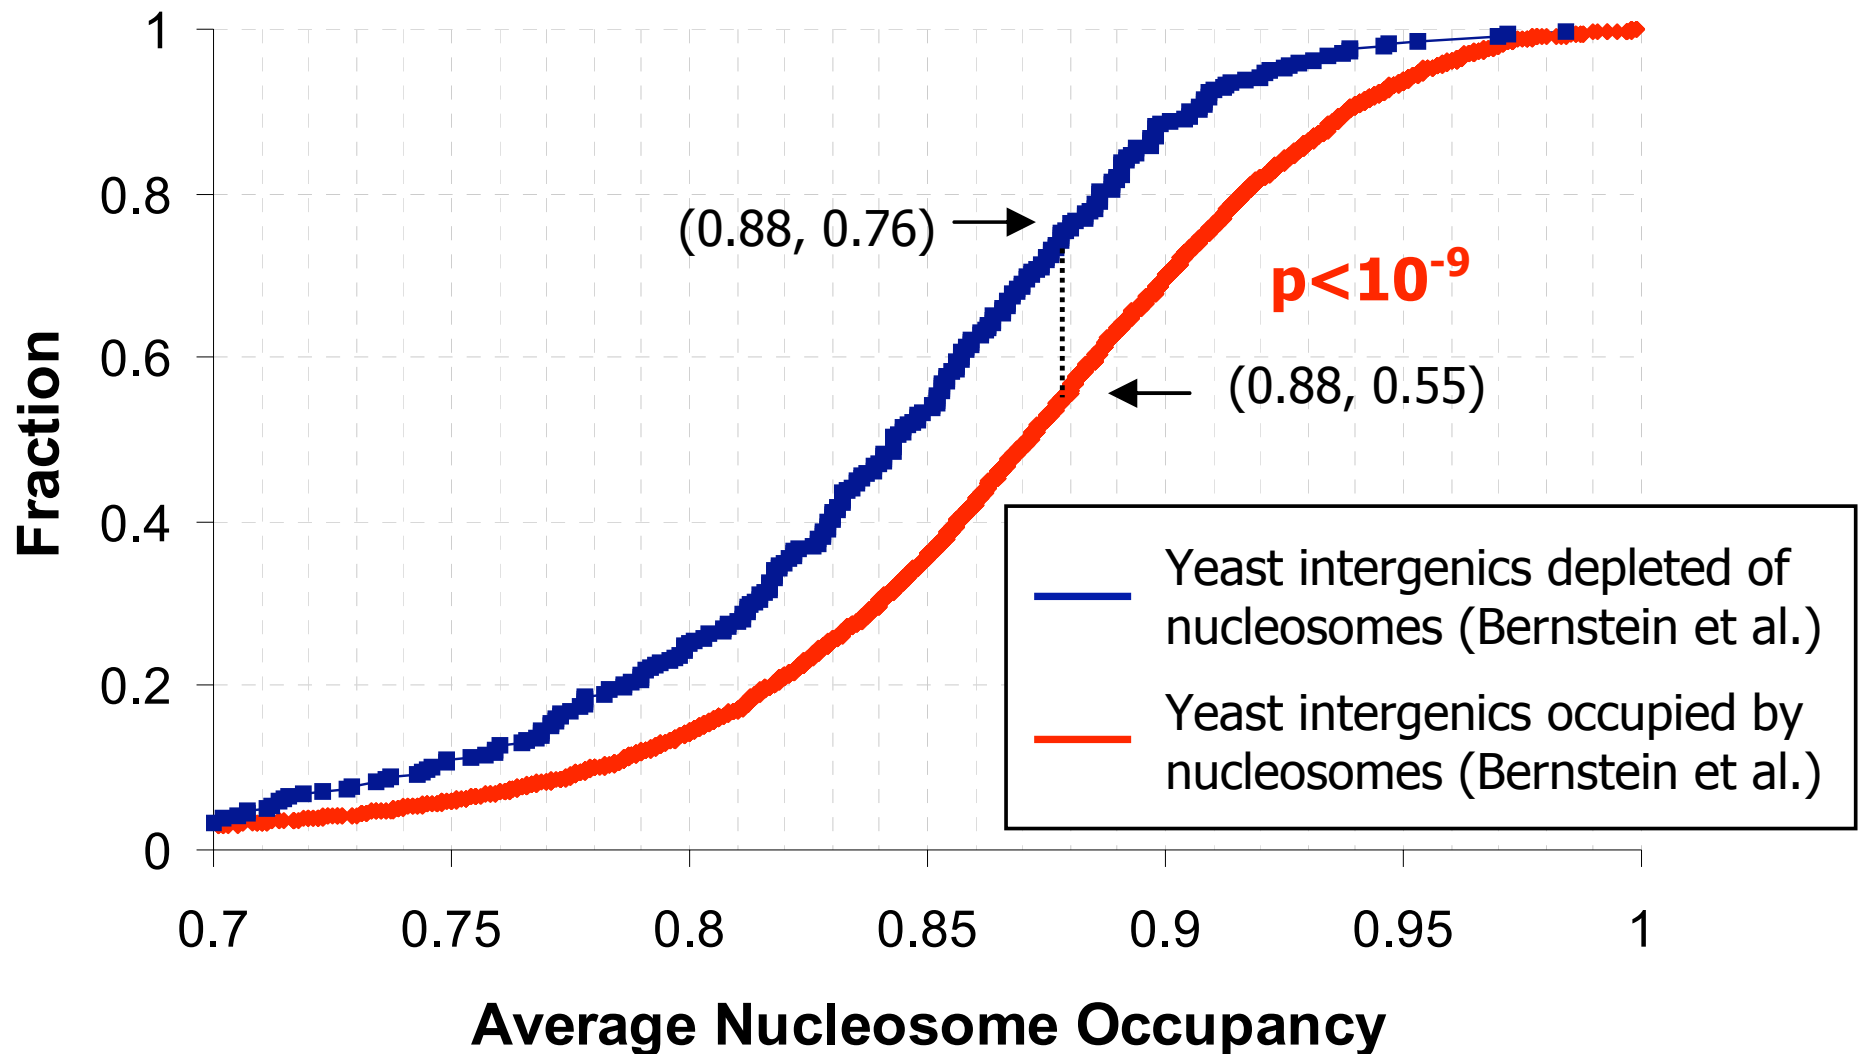 1
0.8
0.6
0.4
0.2
0
Fraction
(0.88, 0.76)
p<10⁻⁹
(0.88, 0.55)
Yeast intergenics depleted of
nucleosomes (Bernstein et al.)
Yeast intergenics occupied by
nucleosomes (Bernstein et al.)
0.7 0.75 0.8 0.85 0.9 0.95 1
Average Nucleosome Occupancy